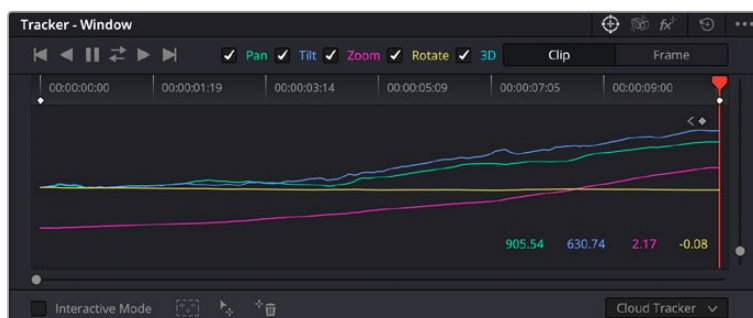 Tracker - Window
Pan Tilt Zoom Rotate 3D Clip Frame
00:00:00:00 00:00:01:19 00:00:03:14 00:00:05:09 00:00:07:05 00:00:09:00
905.54 630.74 2.17 -0.08
Interactive Mode Cloud Tracker